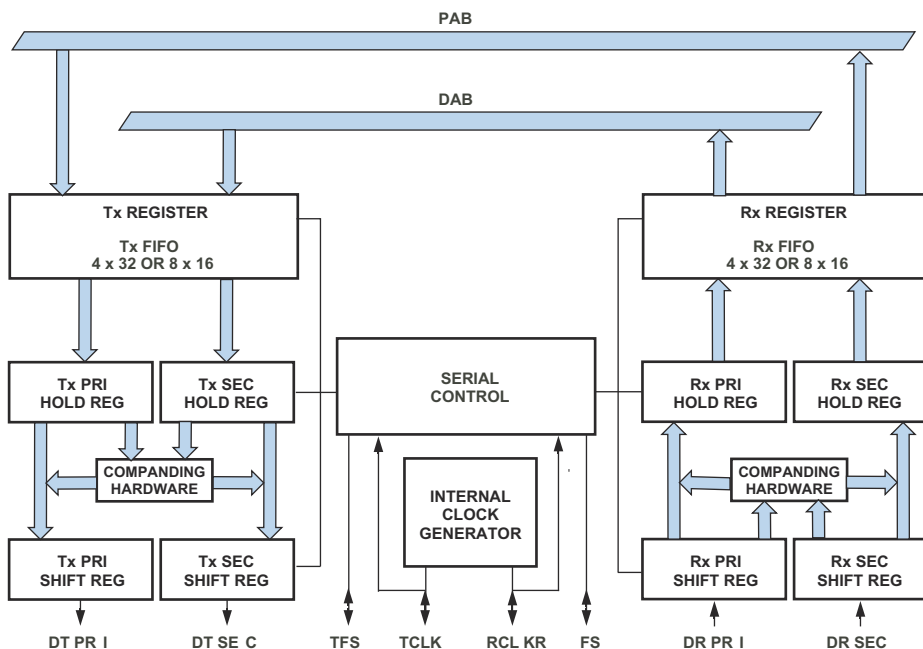 PAB
DAB
Tx REGISTER
Tx FIFO
4 x 32 OR 8 x 16
Rx REGISTER
Rx FIFO
4 x 32 OR 8 x 16
Tx PRI
HOLD REG
Tx SEC
HOLD REG
SERIAL
CONTROL
Rx PRI
HOLD REG
Rx SEC
HOLD REG
COMPANDING
HARDWARE
INTERNAL
CLOCK
GENERATOR
COMPANDING
HARDWARE
Tx PRI
SHIFT REG
Tx SEC
SHIFT REG
Rx PRI
SHIFT REG
Rx SEC
SHIFT REG
DT PR I
DT SE C
TFS
TCLK
RCL KR
FS
DR PR I
DR SEC